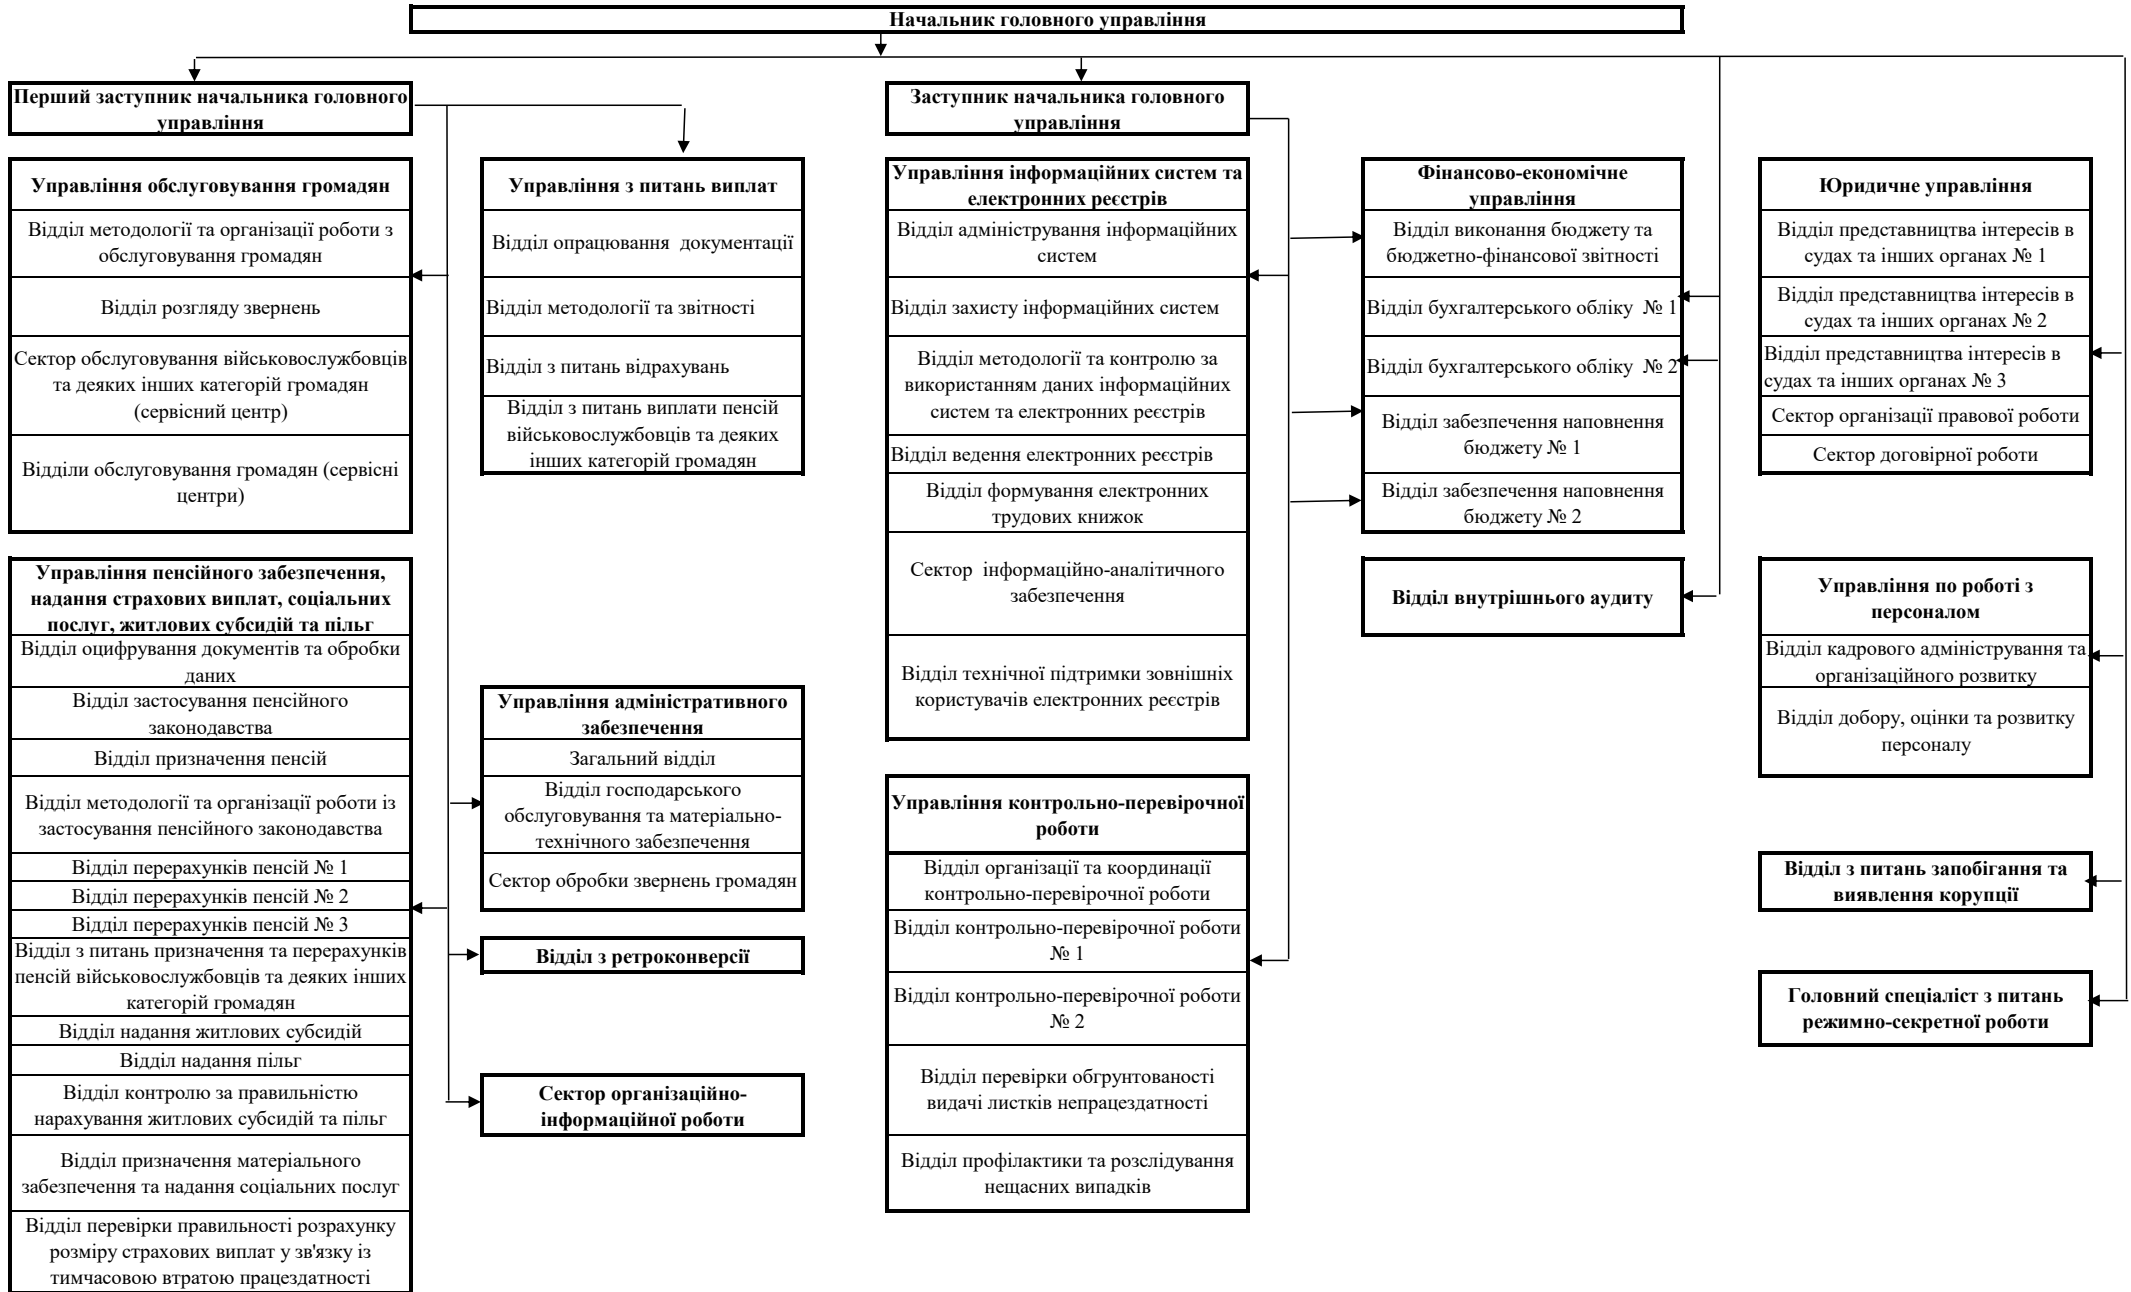 Начальник головного управління
Перший заступник начальника головного
управління
Заступник начальника головного
управління
Управління обслуговування громадян
Відділ методології та організації роботи з
обслуговування громадян
Відділ розгляду звернень
Сектор обслуговування військовослужбовців
та деяких інших категорій громадян
(сервісний центр)
Відділи обслуговування громадян (сервісні
центри)
Управління пенсійного забезпечення,
надання страхових виплат, соціальних
послуг, житлових субсидій та пільг
Відділ оцифрування документів та обробки
даних
Відділ застосування пенсійного
законодавства
Відділ призначення пенсій
Відділ методології та організації роботи із
застосування пенсійного законодавства
Відділ перерахунків пенсій № 1
Відділ перерахунків пенсій № 2
Відділ перерахунків пенсій № 3
Відділ з питань призначення та перерахунків
пенсій військовослужбовців та деяких інших
категорій громадян
Відділ надання житлових субсидій
Відділ надання пільг
Відділ контролю за правильністю
нарахування житлових субсидій та пільг
Відділ призначення матеріального
забезпечення та надання соціальних послуг
Відділ перевірки правильності розрахунку
розміру страхових виплат у зв'язку із
тимчасовою втратою працездатності
Управління з питань виплат
Відділ опрацювання документації
Відділ методології та звітності
Відділ з питань відрахувань
Відділ з питань виплати пенсій
військовослужбовців та деяких
інших категорій громадян
Управління адміністративного
забезпечення
Загальний відділ
Відділ господарського
обслуговування та матеріально-
технічного забезпечення
Сектор обробки звернень громадян
Відділ з ретроконверсії
Сектор організаційно-
інформаційної роботи
Управління інформаційних систем та
електронних реєстрів
Відділ адміністрування інформаційних
систем
Відділ захисту інформаційних систем
Відділ методології та контролю за
використанням даних інформаційних
систем та електронних реєстрів
Відділ ведення електронних реєстрів
Відділ формування електронних
трудових книжок
Сектор інформаційно-аналітичного
забезпечення
Відділ технічної підтримки зовнішніх
користувачів електронних реєстрів
Управління контрольно-перевірочної
роботи
Відділ організації та координації
контрольно-перевірочної роботи
Відділ контрольно-перевірочної роботи
№ 1
Відділ контрольно-перевірочної роботи
№ 2
Відділ перевірки обгрунтованості
видачі листків непрацездатності
Відділ профілактики та розслідування
нещасних випадків
Фінансово-економічне
управління
Відділ виконання бюджету та
бюджетно-фінансової звітності
Відділ бухгалтерського обліку № 1
Відділ бухгалтерського обліку № 2
Відділ забезпечення наповнення
бюджету № 1
Відділ забезпечення наповнення
бюджету № 2
Відділ внутрішнього аудиту
Юридичне управління
Відділ представництва інтересів в
судах та інших органах № 1
Відділ представництва інтересів в
судах та інших органах № 2
Відділ представництва інтересів в
судах та інших органах № 3
Сектор організації правової роботи
Сектор договірної роботи
Управління по роботі з
персоналом
Відділ кадрового адміністрування та
організаційного розвитку
Відділ добору, оцінки та розвитку
персоналу
Відділ з питань запобігання та
виявлення корупції
Головний спеціаліст з питань
режимно-секретної роботи